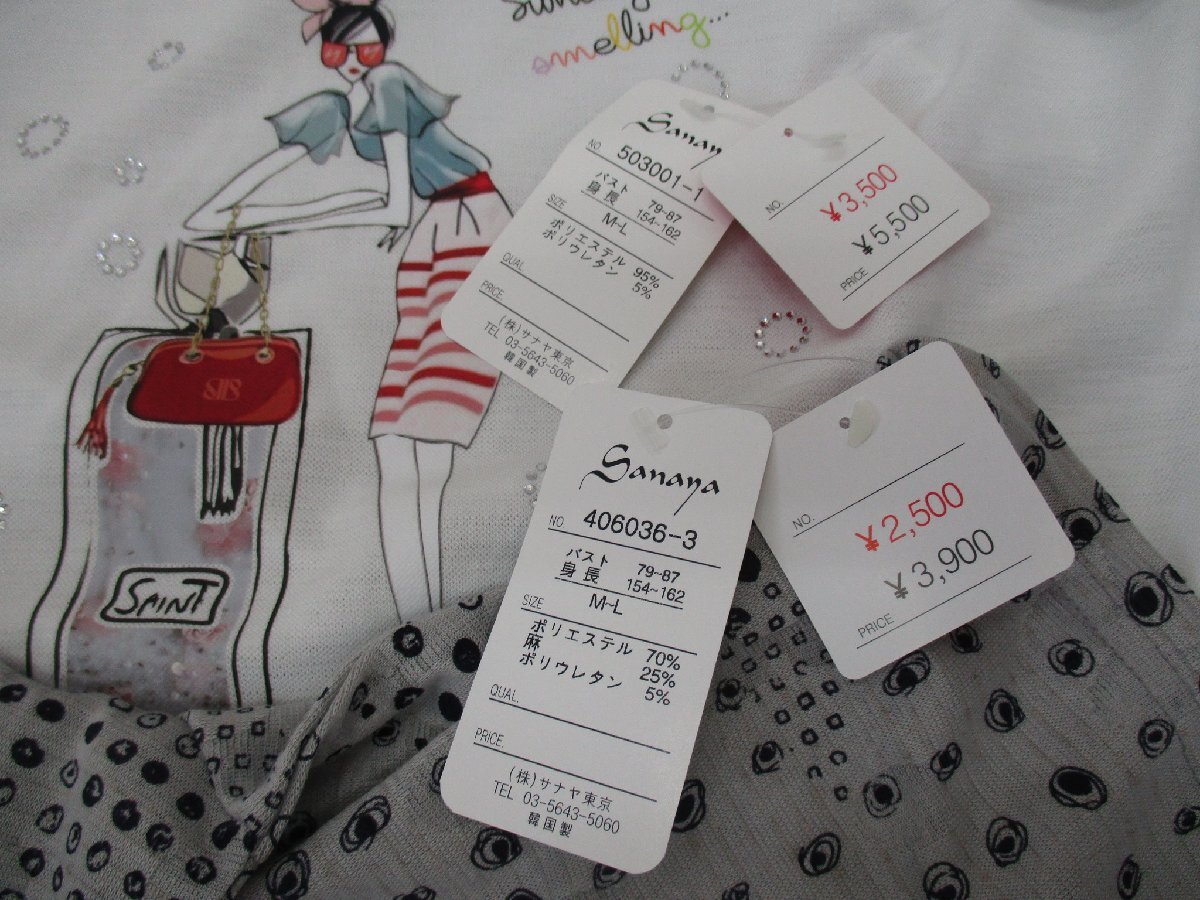 smelling...
Sanay
NO. 503001-1
バスト 79-87
身長 154-162
SIZE M-L
ポリエステル 95%
ポリウレタン 5%
QUAL.
PRICE.
(株)サナヤ東京
TEL 03-5643-5060
韓国製
NO.
¥3,500
¥5,500
PRICE
Sanaya
NO. 406036-3
バスト 79~87
身長 154~162
SIZE M~L
ポリエステル 70%
麻 25%
ポリウレタン 5%
QUAL.
PRICE.
(株)サナヤ東京
TEL 03-5643-5060
韓国製
NO.
¥2,500
¥3,900
PRICE
SAINT